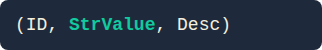 (ID, StrValue, Desc)